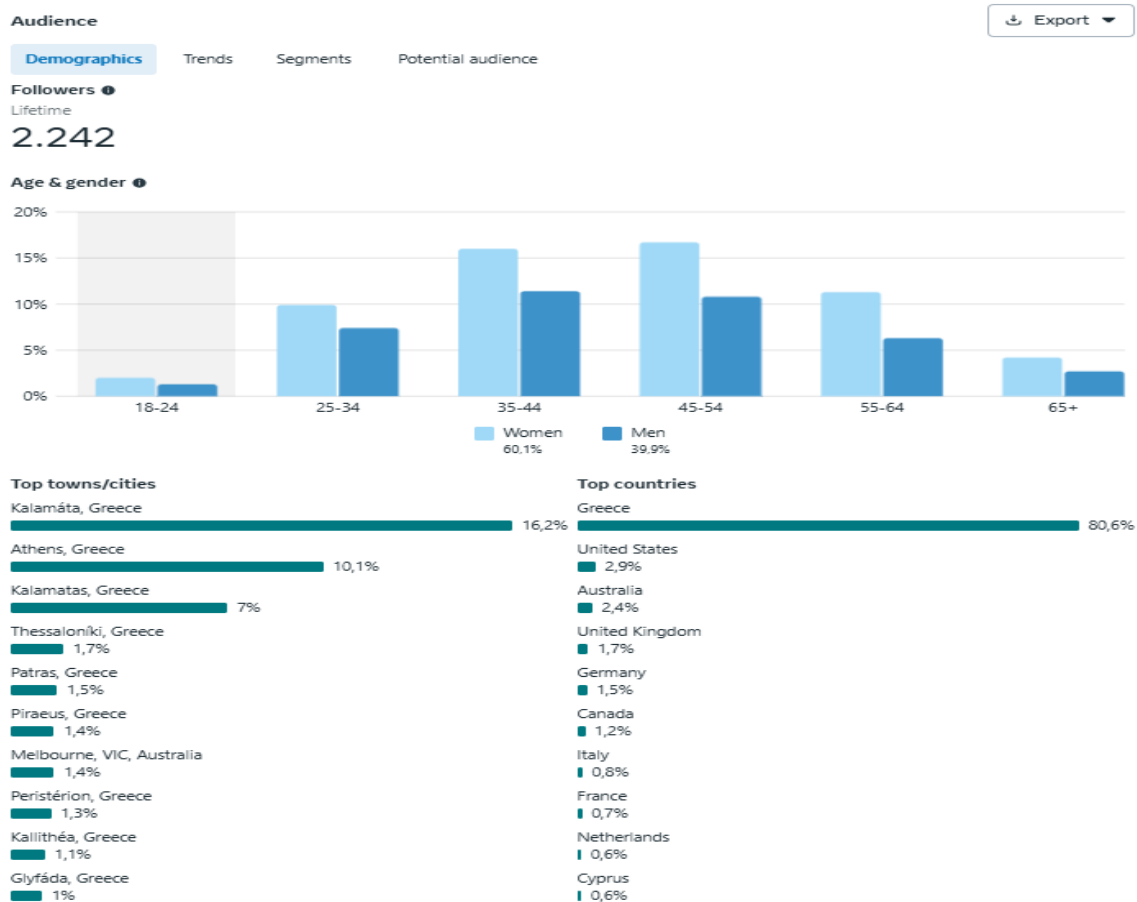 Audience
Export
Demographics Trends Segments Potential audience
Followers
Lifetime
2.242
Age & gender
20%
15%
10%
5%
0%
18-24 25-34 35-44 45-54 55-64 65+
Women Men
60,1% 39,9%
Top towns/cities
Kalamáta, Greece
16,2%
Athens, Greece
10,1%
Kalamatas, Greece
7%
Thessaloníki, Greece
1,7%
Patras, Greece
1,5%
Piraeus, Greece
1,4%
Melbourne, VIC, Australia
1,4%
Peristérion, Greece
1,3%
Kallithéa, Greece
1,1%
Glyfáda, Greece
1%
Top countries
Greece
80,6%
United States
2,9%
Australia
2,4%
United Kingdom
1,7%
Germany
1,5%
Canada
1,2%
Italy
0,8%
France
0,7%
Netherlands
0,6%
Cyprus
0,6%